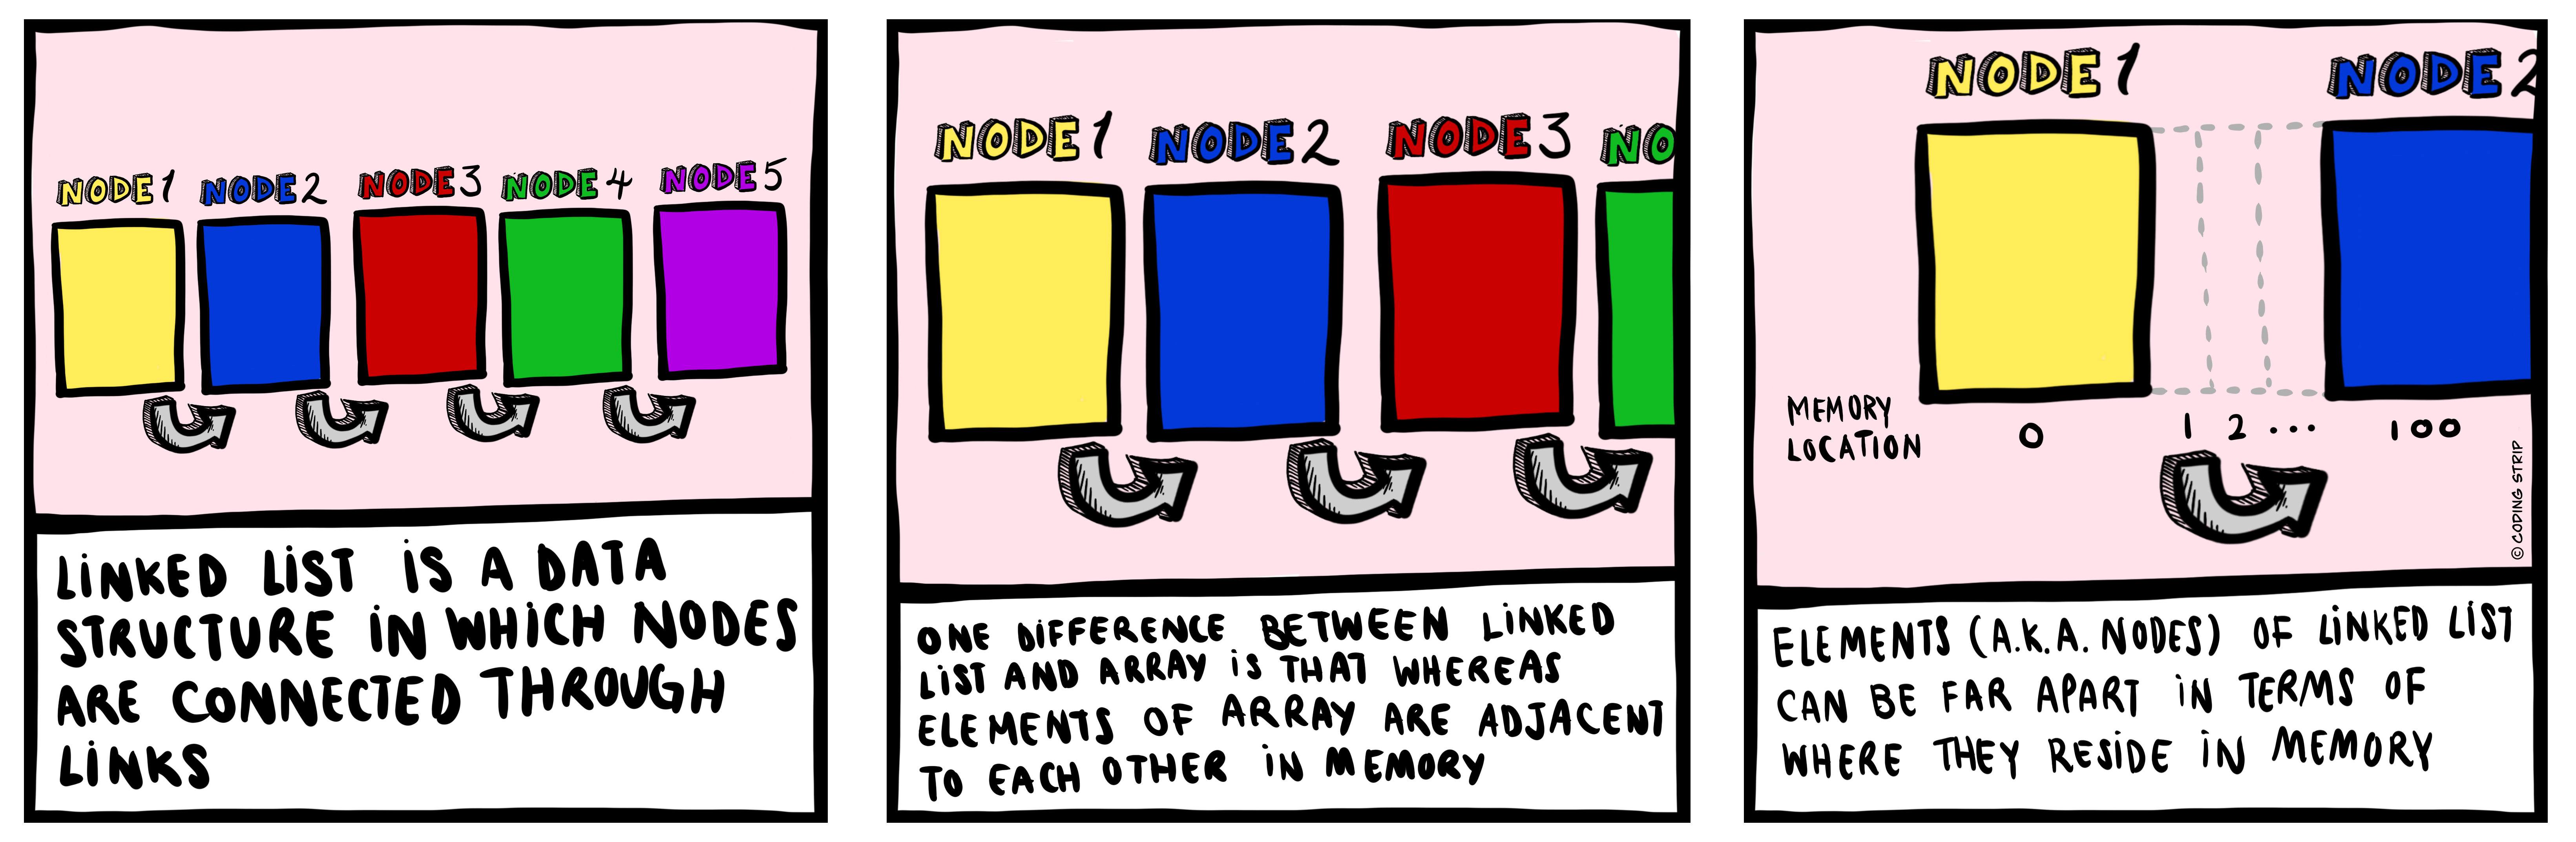 NODE 1 NODE 2 NODE 3 NODE 4 NODE 5
LINKED LIST IS A DATA
STRUCTURE IN WHICH NODES
ARE CONNECTED THROUGH
LINKS
NODE 1 NODE 2 NODE 3 NO
ONE DIFFERENCE BETWEEN LINKED
LIST AND ARRAY IS THAT WHEREAS
ELEMENTS OF ARRAY ARE ADJACENT
TO EACH OTHER IN MEMORY
NODE 1 NODE 2
MEMORY
LOCATION 0 1 2 ... 100
© CODING STRIP
ELEMENTS (A.K.A. NODES) OF LINKED LIST
CAN BE FAR APART IN TERMS OF
WHERE THEY RESIDE IN MEMORY